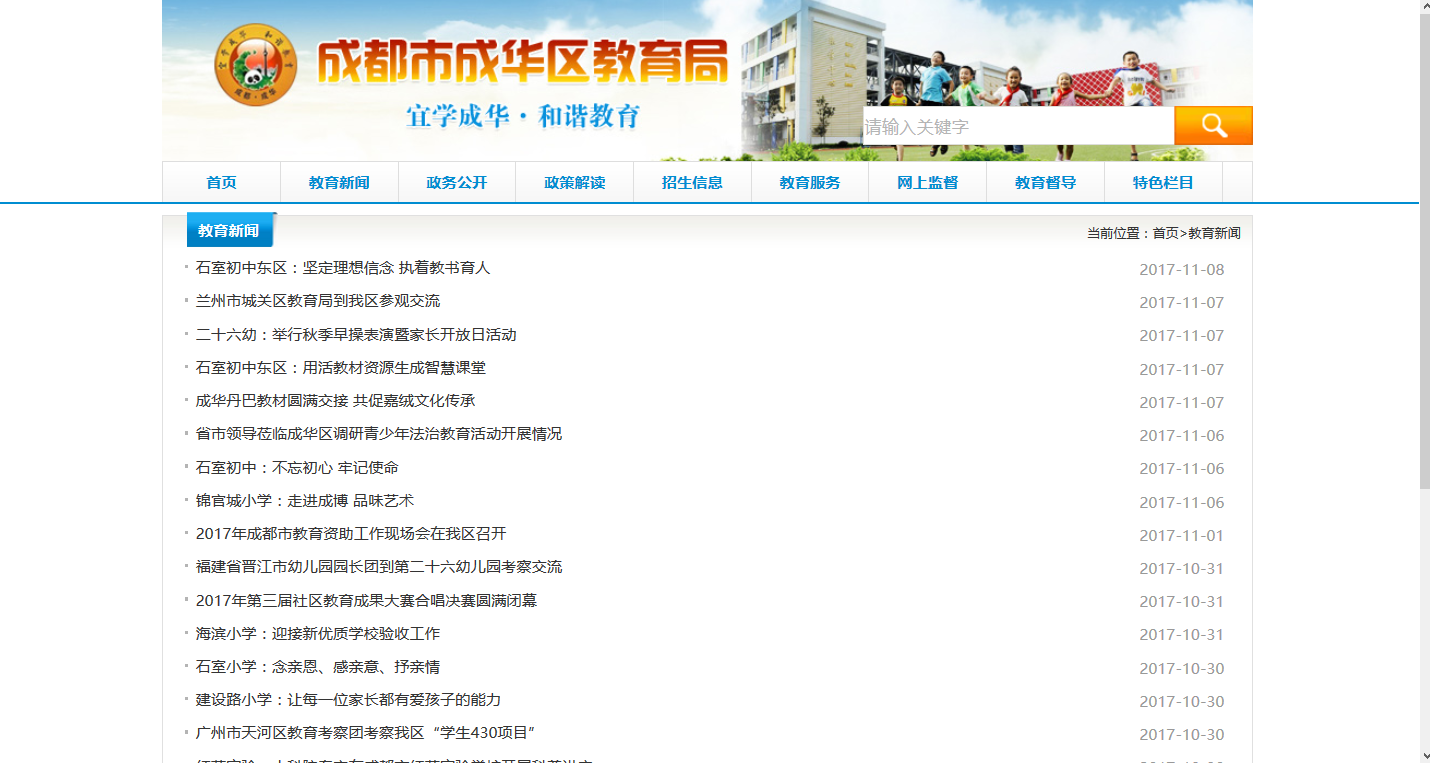 成都市成华区教育局
宜学成华·和谐教育
成都·成华
请输入关键字
首页 教育新闻 政务公开 政策解读 招生信息 教育服务 网上监督 教育督导 特色栏目
教育新闻 当前位置：首页>教育新闻
石室初中东区：坚定理想信念 执着教书育人 2017-11-08
兰州市城关区教育局到我区参观交流 2017-11-07
二十六幼：举行秋季早操表演暨家长开放日活动 2017-11-07
石室初中东区：用活教材资源生成智慧课堂 2017-11-07
成华丹巴教材圆满交接 共促嘉绒文化传承 2017-11-07
省市领导莅临成华区调研青少年法治教育活动开展情况 2017-11-06
石室初中：不忘初心 牢记使命 2017-11-06
锦官城小学：走进成博 品味艺术 2017-11-06
2017年成都市教育资助工作现场会在我区召开 2017-11-01
福建省晋江市幼儿园园长团到第二十六幼儿园考察交流 2017-10-31
2017年第三届社区教育成果大赛合唱决赛圆满闭幕 2017-10-31
海滨小学：迎接新优质学校验收工作 2017-10-31
石室小学：念亲恩、感亲意、抒亲情 2017-10-30
建设路小学：让每一位家长都有爱孩子的能力 2017-10-30
广州市天河区教育考察团考察我区“学生430项目” 2017-10-30